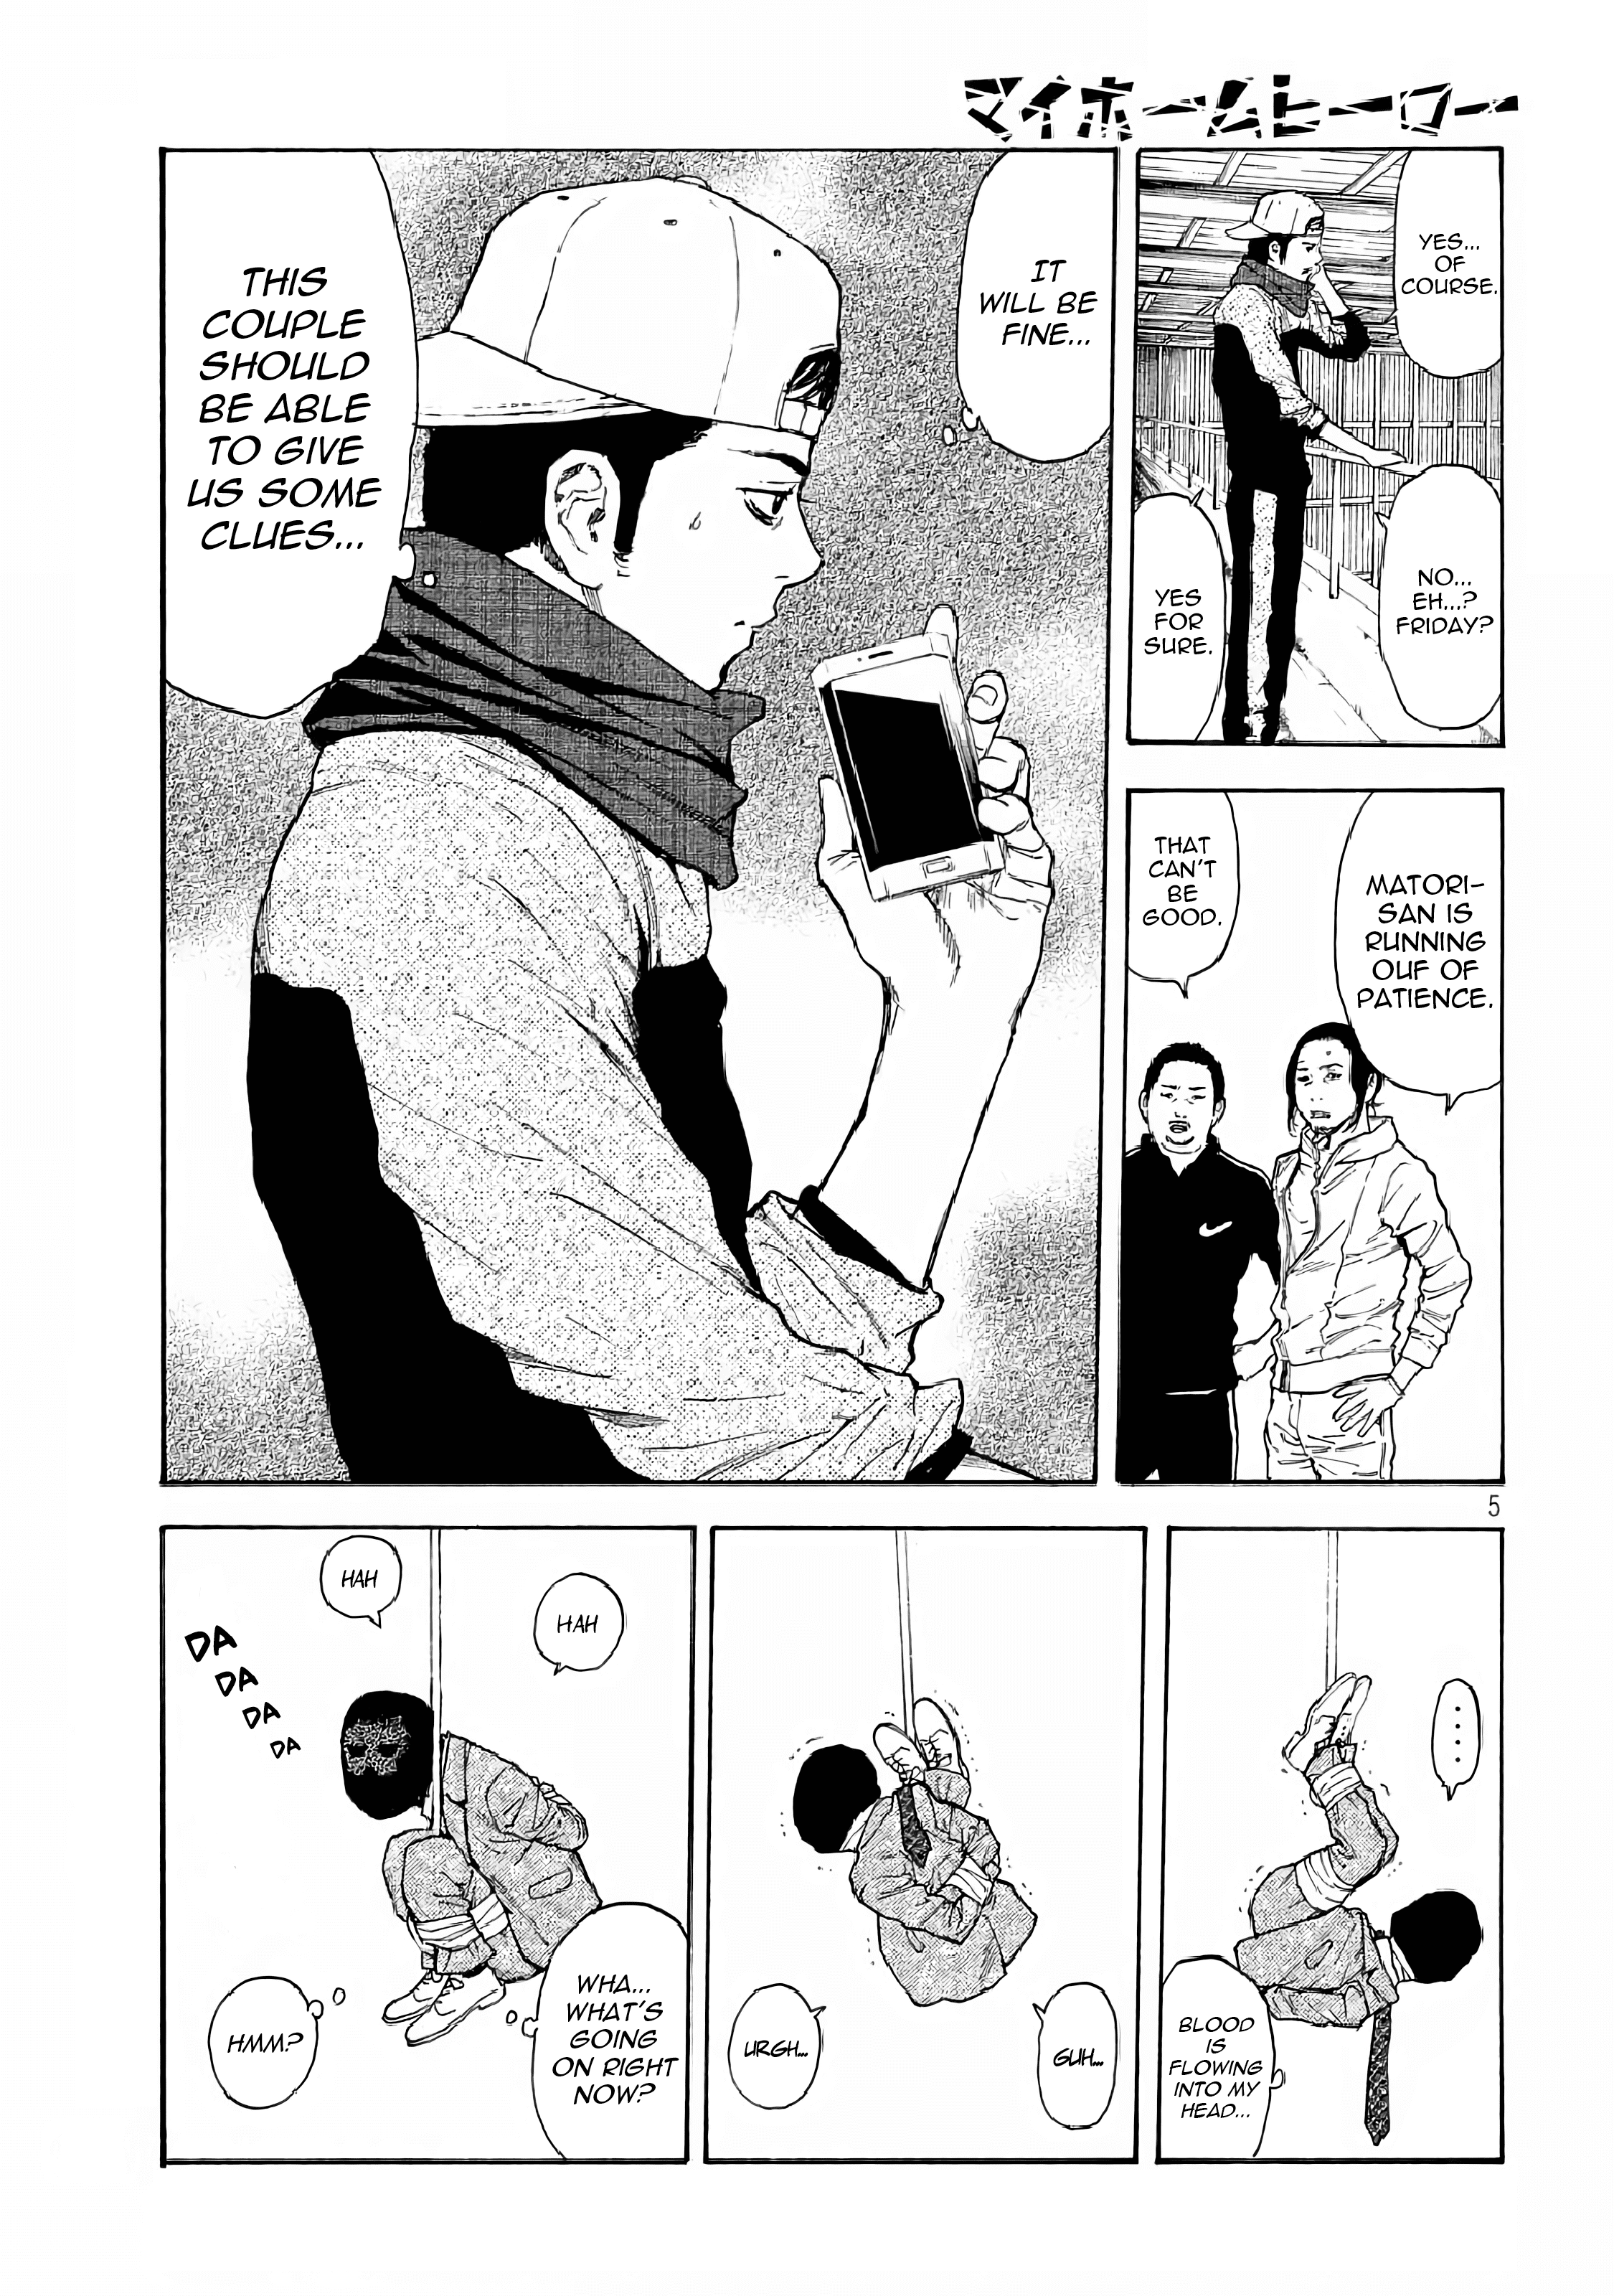 マイホームヒーロー
YES...
OF
COURSE.
NO...
EH...?
FRIDAY?
YES
FOR
SURE.
MATORI-
SAN IS
RUNNING
OUF OF
PATIENCE.
THAT
CAN'T
BE
GOOD.
IT
WILL BE
FINE...
THIS
COUPLE
SHOULD
BE ABLE
TO GIVE
US SOME
CLUES...
5
....
BLOOD
IS
FLOWING
INTO MY
HEAD...
GUH...
URGH...
HAH
HAH
DA
DA
DA
DA
WHA...
WHAT'S
GOING
ON RIGHT
NOW?
HMM?